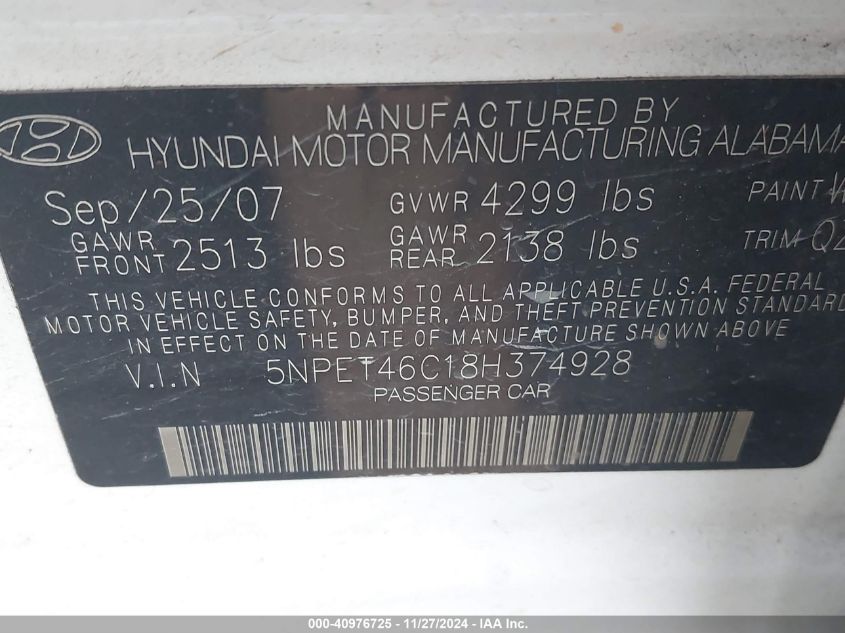 MANUFACTURED BY
HYUNDAI MOTOR MANUFACTURING ALABAMA
Sep/25/07 GVWR 4299 lbs PAINT
GAWR FRONT 2513 lbs GAWR REAR 2138 lbs TRIM
THIS VEHICLE CONFORMS TO ALL APPLICABLE U.S.A. FEDERAL
MOTOR VEHICLE SAFETY, BUMPER, AND THEFT PREVENTION STANDARD
IN EFFECT ON THE DATE OF MANUFACTURE SHOWN ABOVE
V.I.N 5NPET46C18H374928
PASSENGER CAR
000-40976725 - 11/27/2024 - IAA Inc.